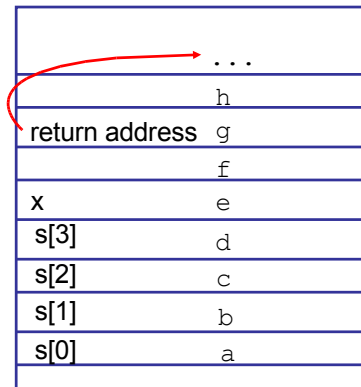 ...
h
return address g
f
x e
s[3] d
s[2] c
s[1] b
s[0] a